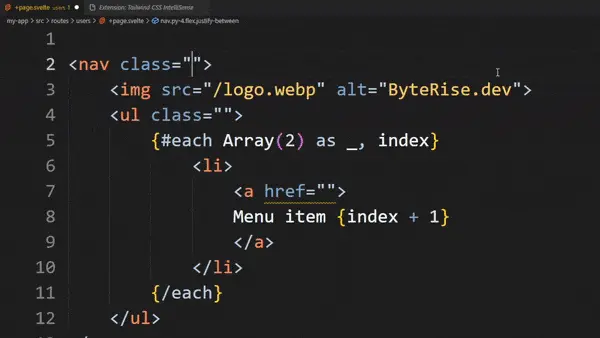 +page.svelte users 1 Extension: Tailwind CSS IntelliSense
my-app > src > routes > users > +page.svelte > nav.py-4.flex.justify-between
1
2 <nav class="">
3 <img src="/logo.webp" alt="ByteRise.dev">
4 <ul class="">
5 {#each Array(2) as _, index}
6 <li>
7 <a href="">
8 Menu item {index + 1}
9 </a>
10 </li>
11 {/each}
12 </ul>